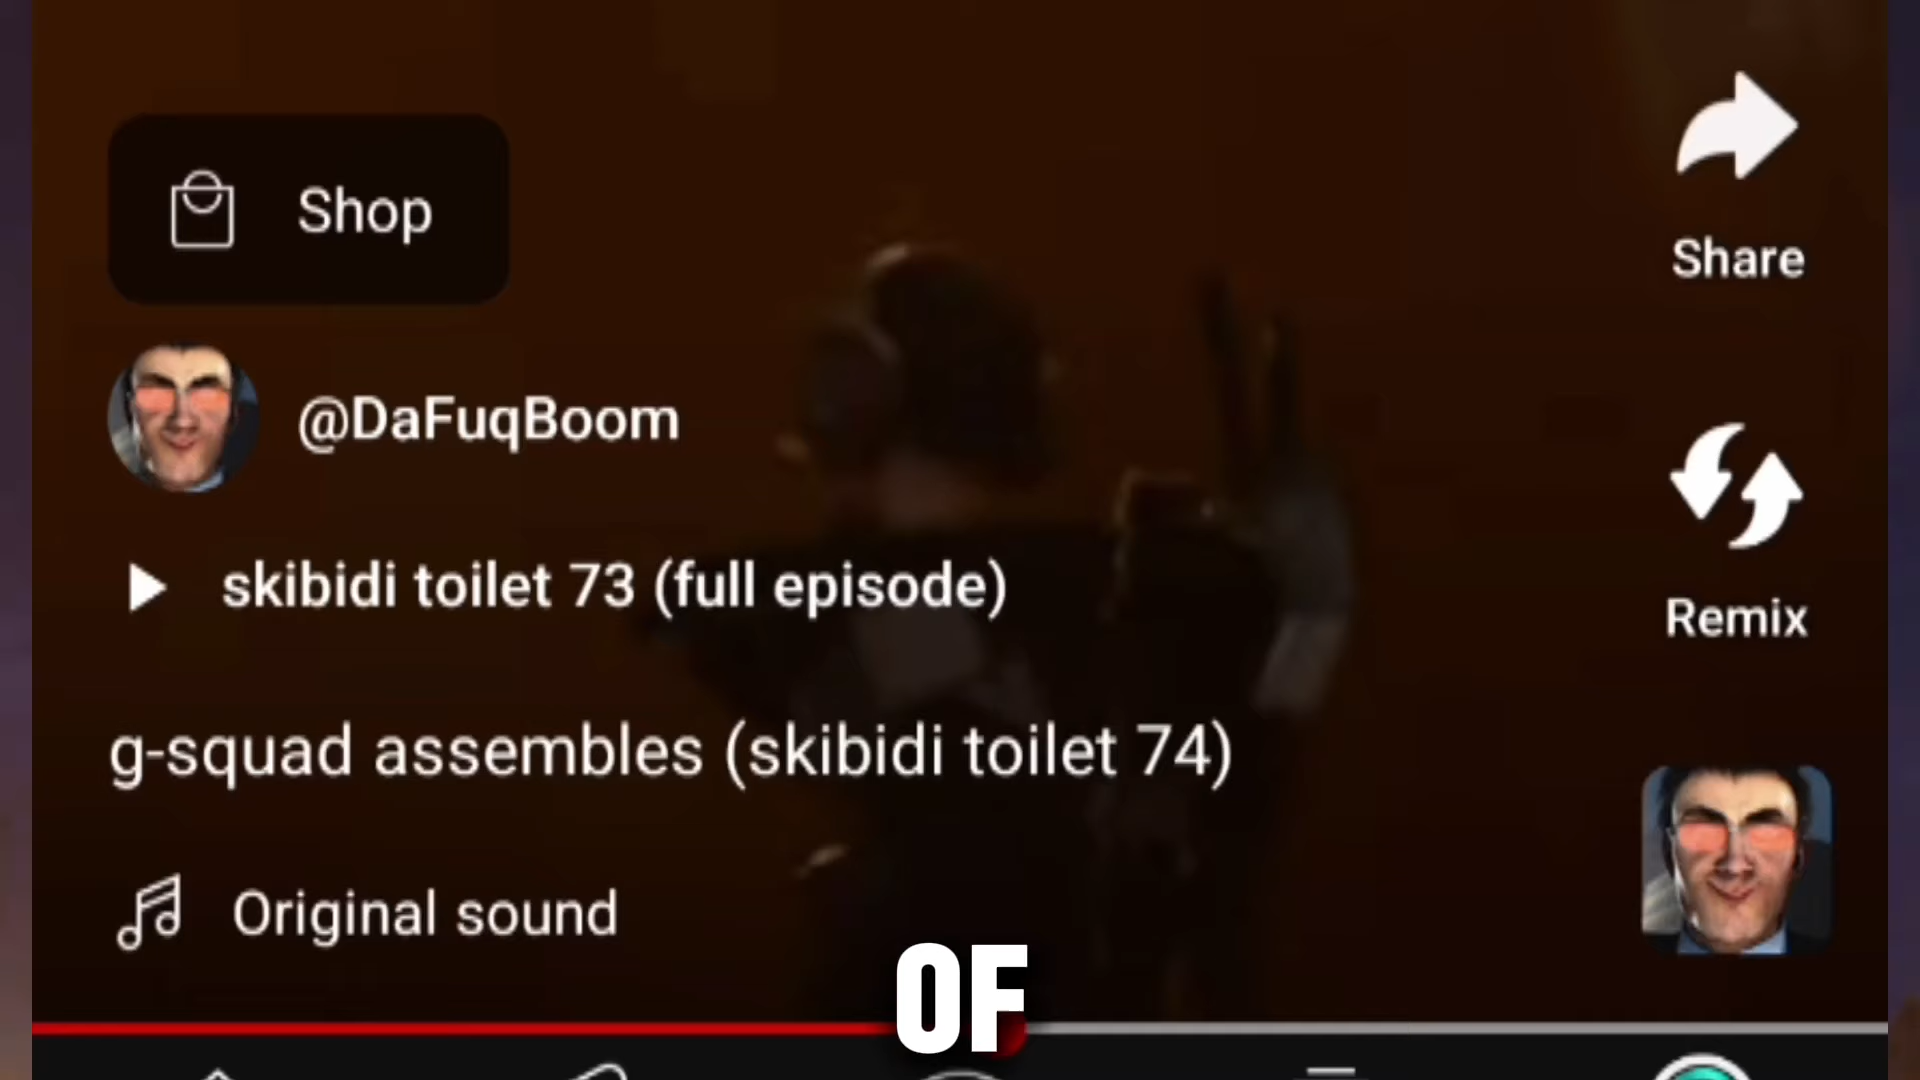 Shop
Share
@DaFuqBoom
skibidi toilet 73 (full episode)
Remix
g-squad assembles (skibidi toilet 74)
Original sound
OF